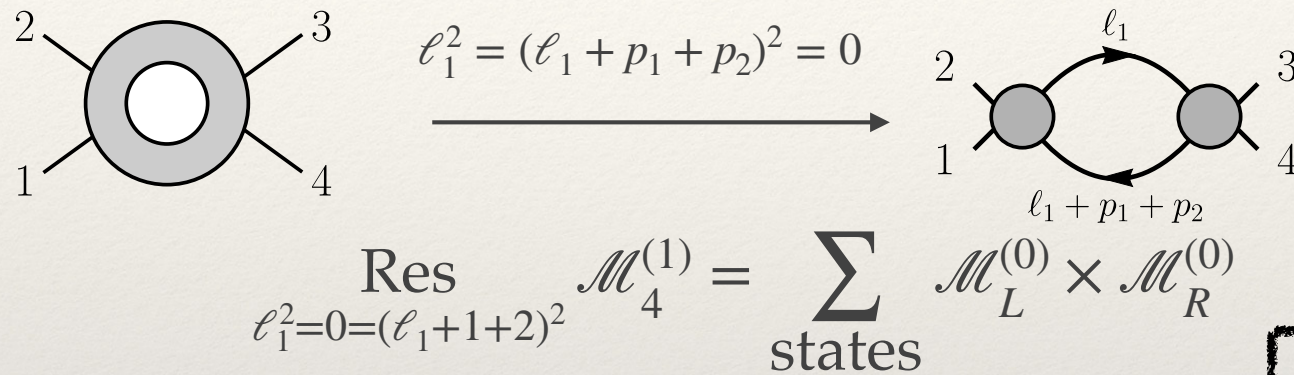 2 3
1 4
ℓ₁² = (ℓ₁ + p₁ + p₂)² = 0
ℓ₁
2 3
1 4
ℓ₁ + p₁ + p₂
Res ℳ₄⁽¹⁾ = ∑ ℳ_L⁽⁰⁾ × ℳ_R⁽⁰⁾
ℓ₁²=0=(ℓ₁+1+2)² states